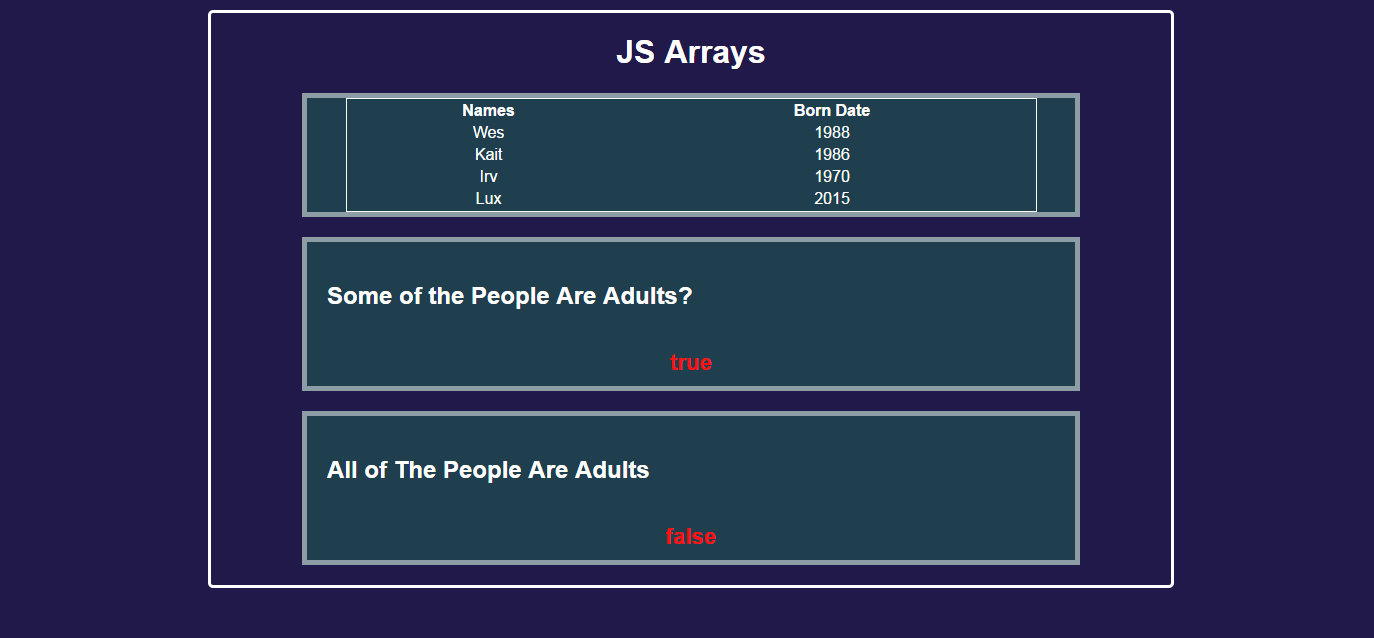 JS Arrays
Names Born Date
Wes 1988
Kait 1986
Irv 1970
Lux 2015
Some of the People Are Adults?
true
All of The People Are Adults
false